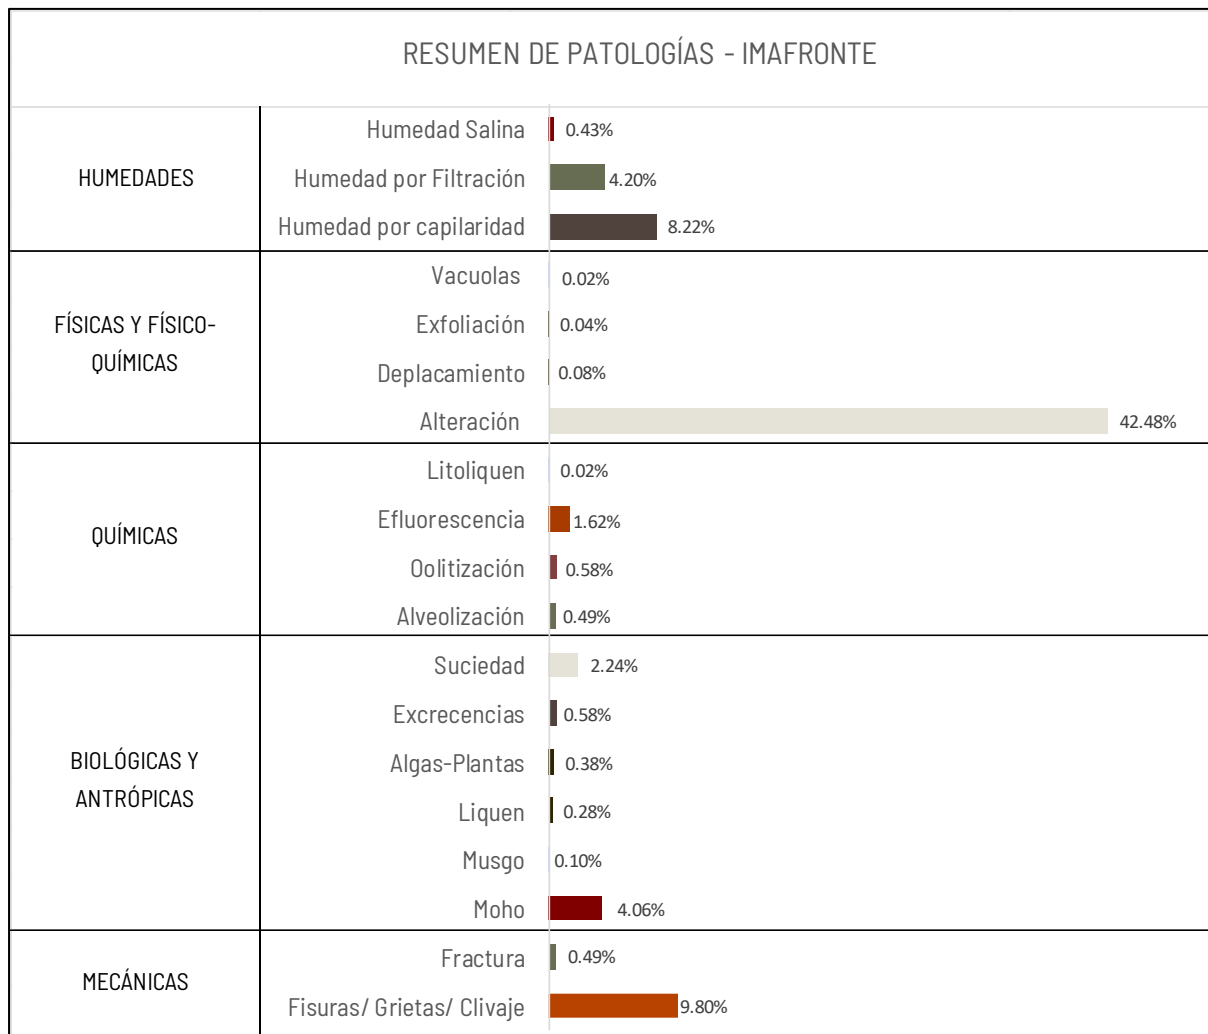 RESUMEN DE PATOLOGÍAS - IMAFRONTE
HUMEDADES
Humedad Salina 0.43%
Humedad por Filtración 4.20%
Humedad por capilaridad 8.22%
FÍSICAS Y FÍSICO-
QUÍMICAS
Vacuolas 0.02%
Exfoliación 0.04%
Deplacamiento 0.08%
Alteración 42.48%
QUÍMICAS
Litoliquen 0.02%
Efluorescencia 1.62%
Oolitización 0.58%
Alveolización 0.49%
BIOLÓGICAS Y
ANTRÓPICAS
Suciedad 2.24%
Excrecencias 0.58%
Algas-Plantas 0.38%
Liquen 0.28%
Musgo 0.10%
Moho 4.06%
MECÁNICAS
Fractura 0.49%
Fisuras/ Grietas/ Clivaje 9.80%